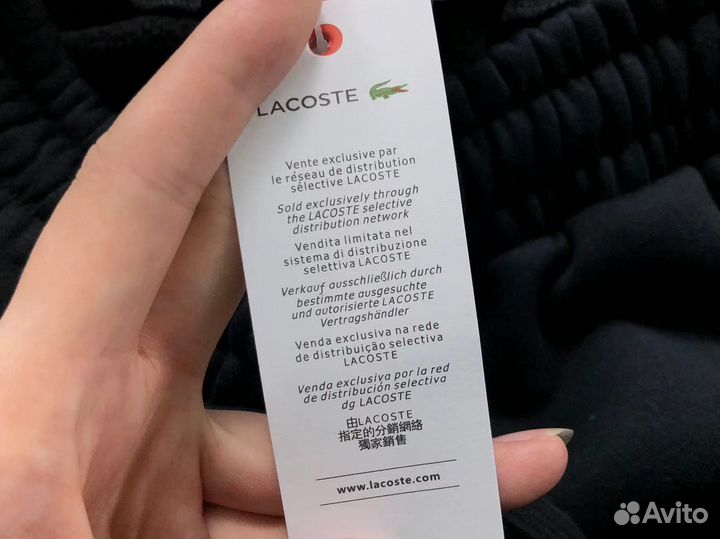 LACOSTE
Vente exclusive par
le réseau de distribution
sélective LACOSTE
Sold exclusively through
the LACOSTE selective
distribution network
Vendita limitata nel
sistema di distribuzione
selettiva LACOSTE
Verkauf ausschließlich durch
bestimmte ausgesuchte
und autorisierte LACOSTE
Vertragshändler
Venda exclusiva na rede
de distribuição selectiva
LACOSTE
Venda exclusiva por la red
de distribución selectiva
dg LACOSTE
由LACOSTE
指定的分銷網絡
獨家銷售
www.lacoste.com
Avito